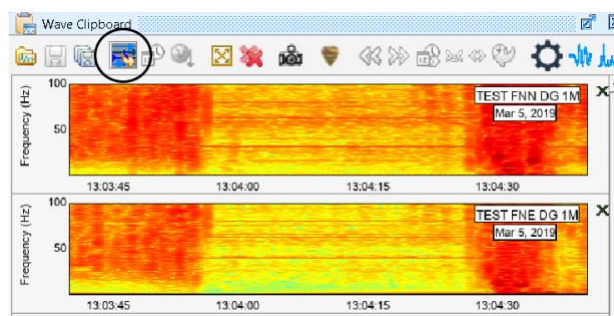 Wave Clipboard
100
50
Frequency (Hz)
TEST FNN DG 1M
Mar 5, 2019
13:03:45 13:04:00 13:04:15 13:04:30
100
50
Frequency (Hz)
TEST FNE DG 1M
Mar 5, 2019
13:03:45 13:04:00 13:04:15 13:04:30